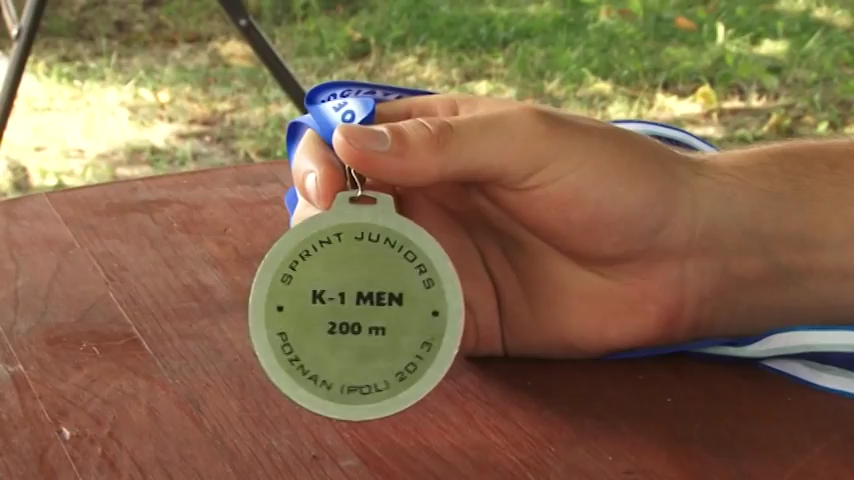 SPRINT JUNIORS
K-1 MEN
200 m
POZNAN (POL) 2013.